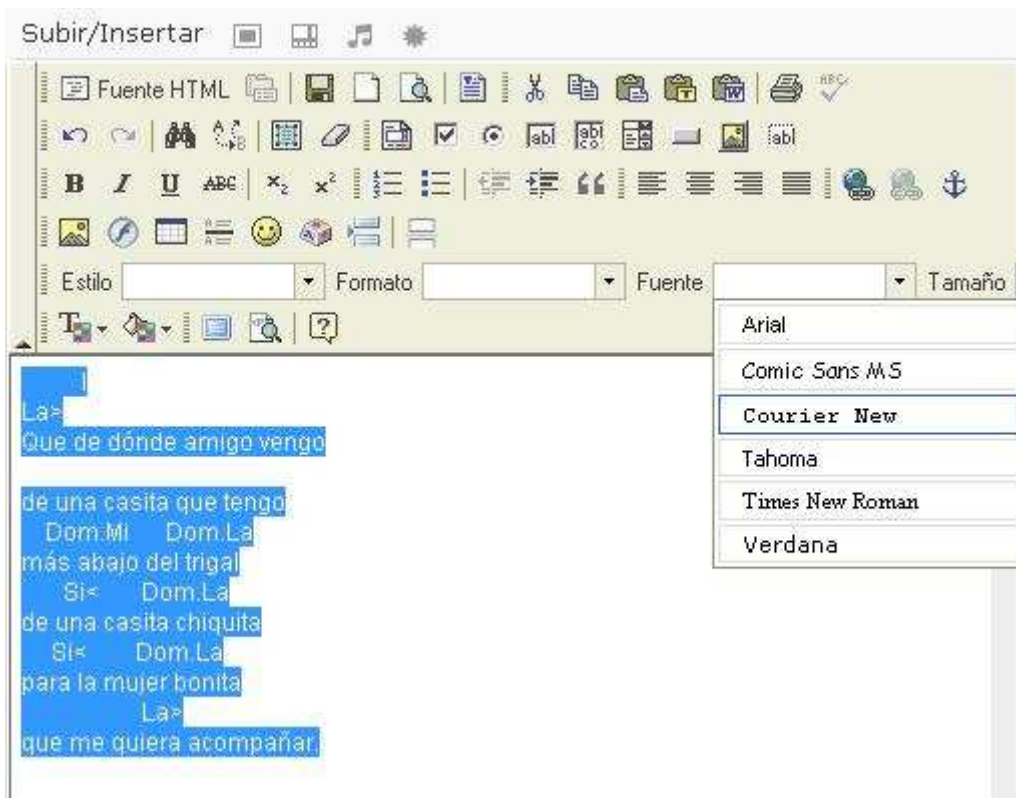 Subir/Insertar
Fuente HTML
Estilo Formato Fuente Tamaño
Arial
Comic Sans MS
Courier New
Tahoma
Times New Roman
Verdana
La>
Que de dónde amigo vengo
de una casita que tengo
Dom.MI Dom.La
más abajo del trigal
Si< Dom.La
de una casita chiquita
Si< Dom.La
para la mujer bonita
La>
que me quiera acompañar.